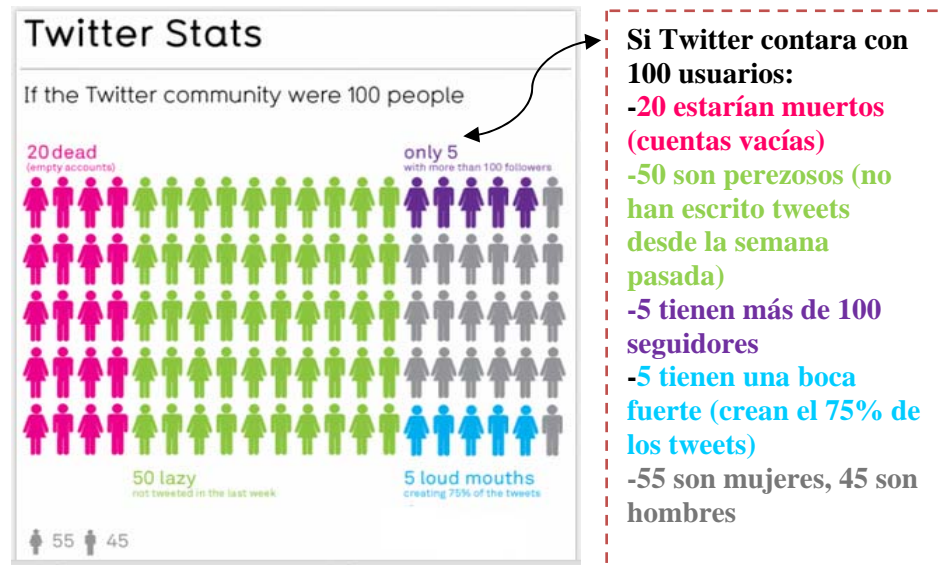 Twitter Stats
If the Twitter community were 100 people
20 dead
(empty accounts)
only 5
with more than 100 followers
50 lazy
not tweeted in the last week
5 loud mouths
creating 75% of the tweets
55 45
Si Twitter contara con
100 usuarios:
-20 estarían muertos
(cuentas vacías)
-50 son perezosos (no
han escrito tweets
desde la semana
pasada)
-5 tienen más de 100
seguidores
-5 tienen una boca
fuerte (crean el 75% de
los tweets)
-55 son mujeres, 45 son
hombres